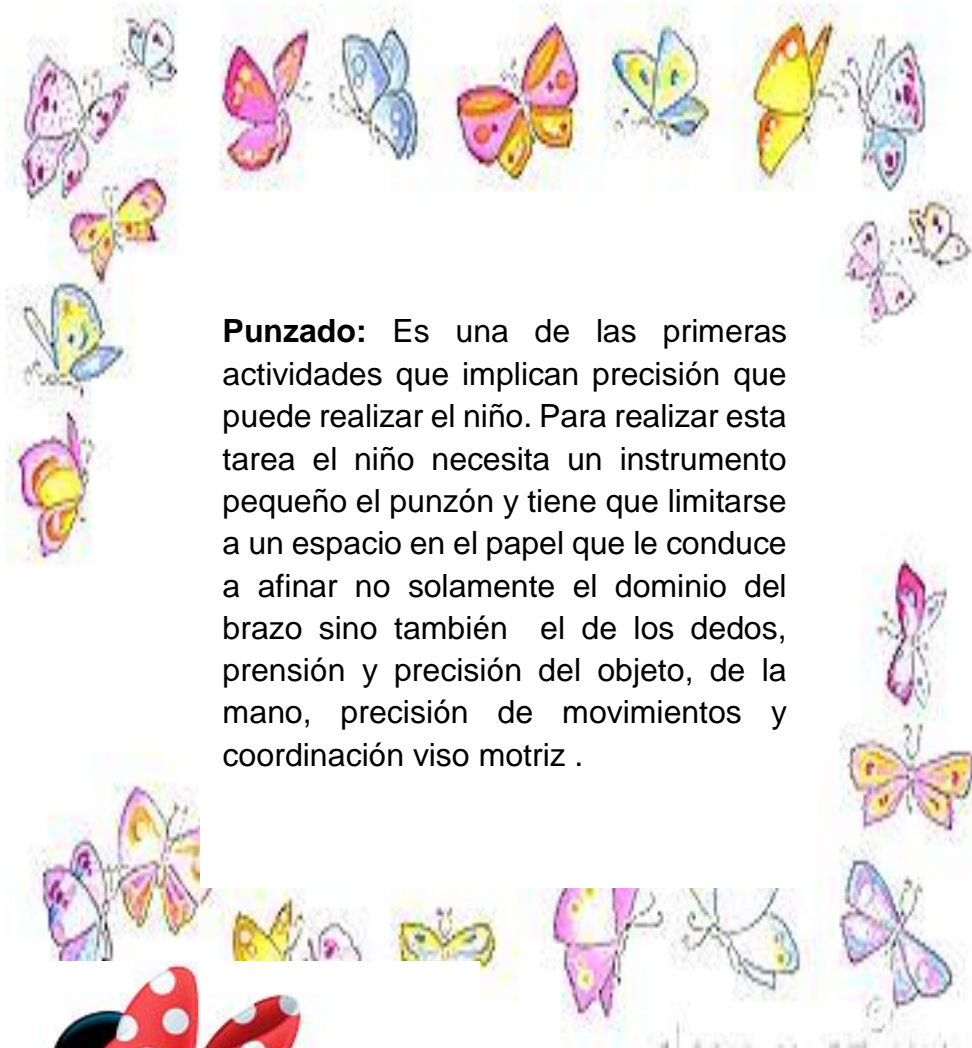 Punzado: Es una de las primeras
actividades que implican precisión que
puede realizar el niño. Para realizar esta
tarea el niño necesita un instrumento
pequeño el punzón y tiene que limitarse
a un espacio en el papel que le conduce
a afinar no solamente el dominio del
brazo sino también el de los dedos,
prensión y precisión del objeto, de la
mano, precisión de movimientos y
coordinación viso motriz .